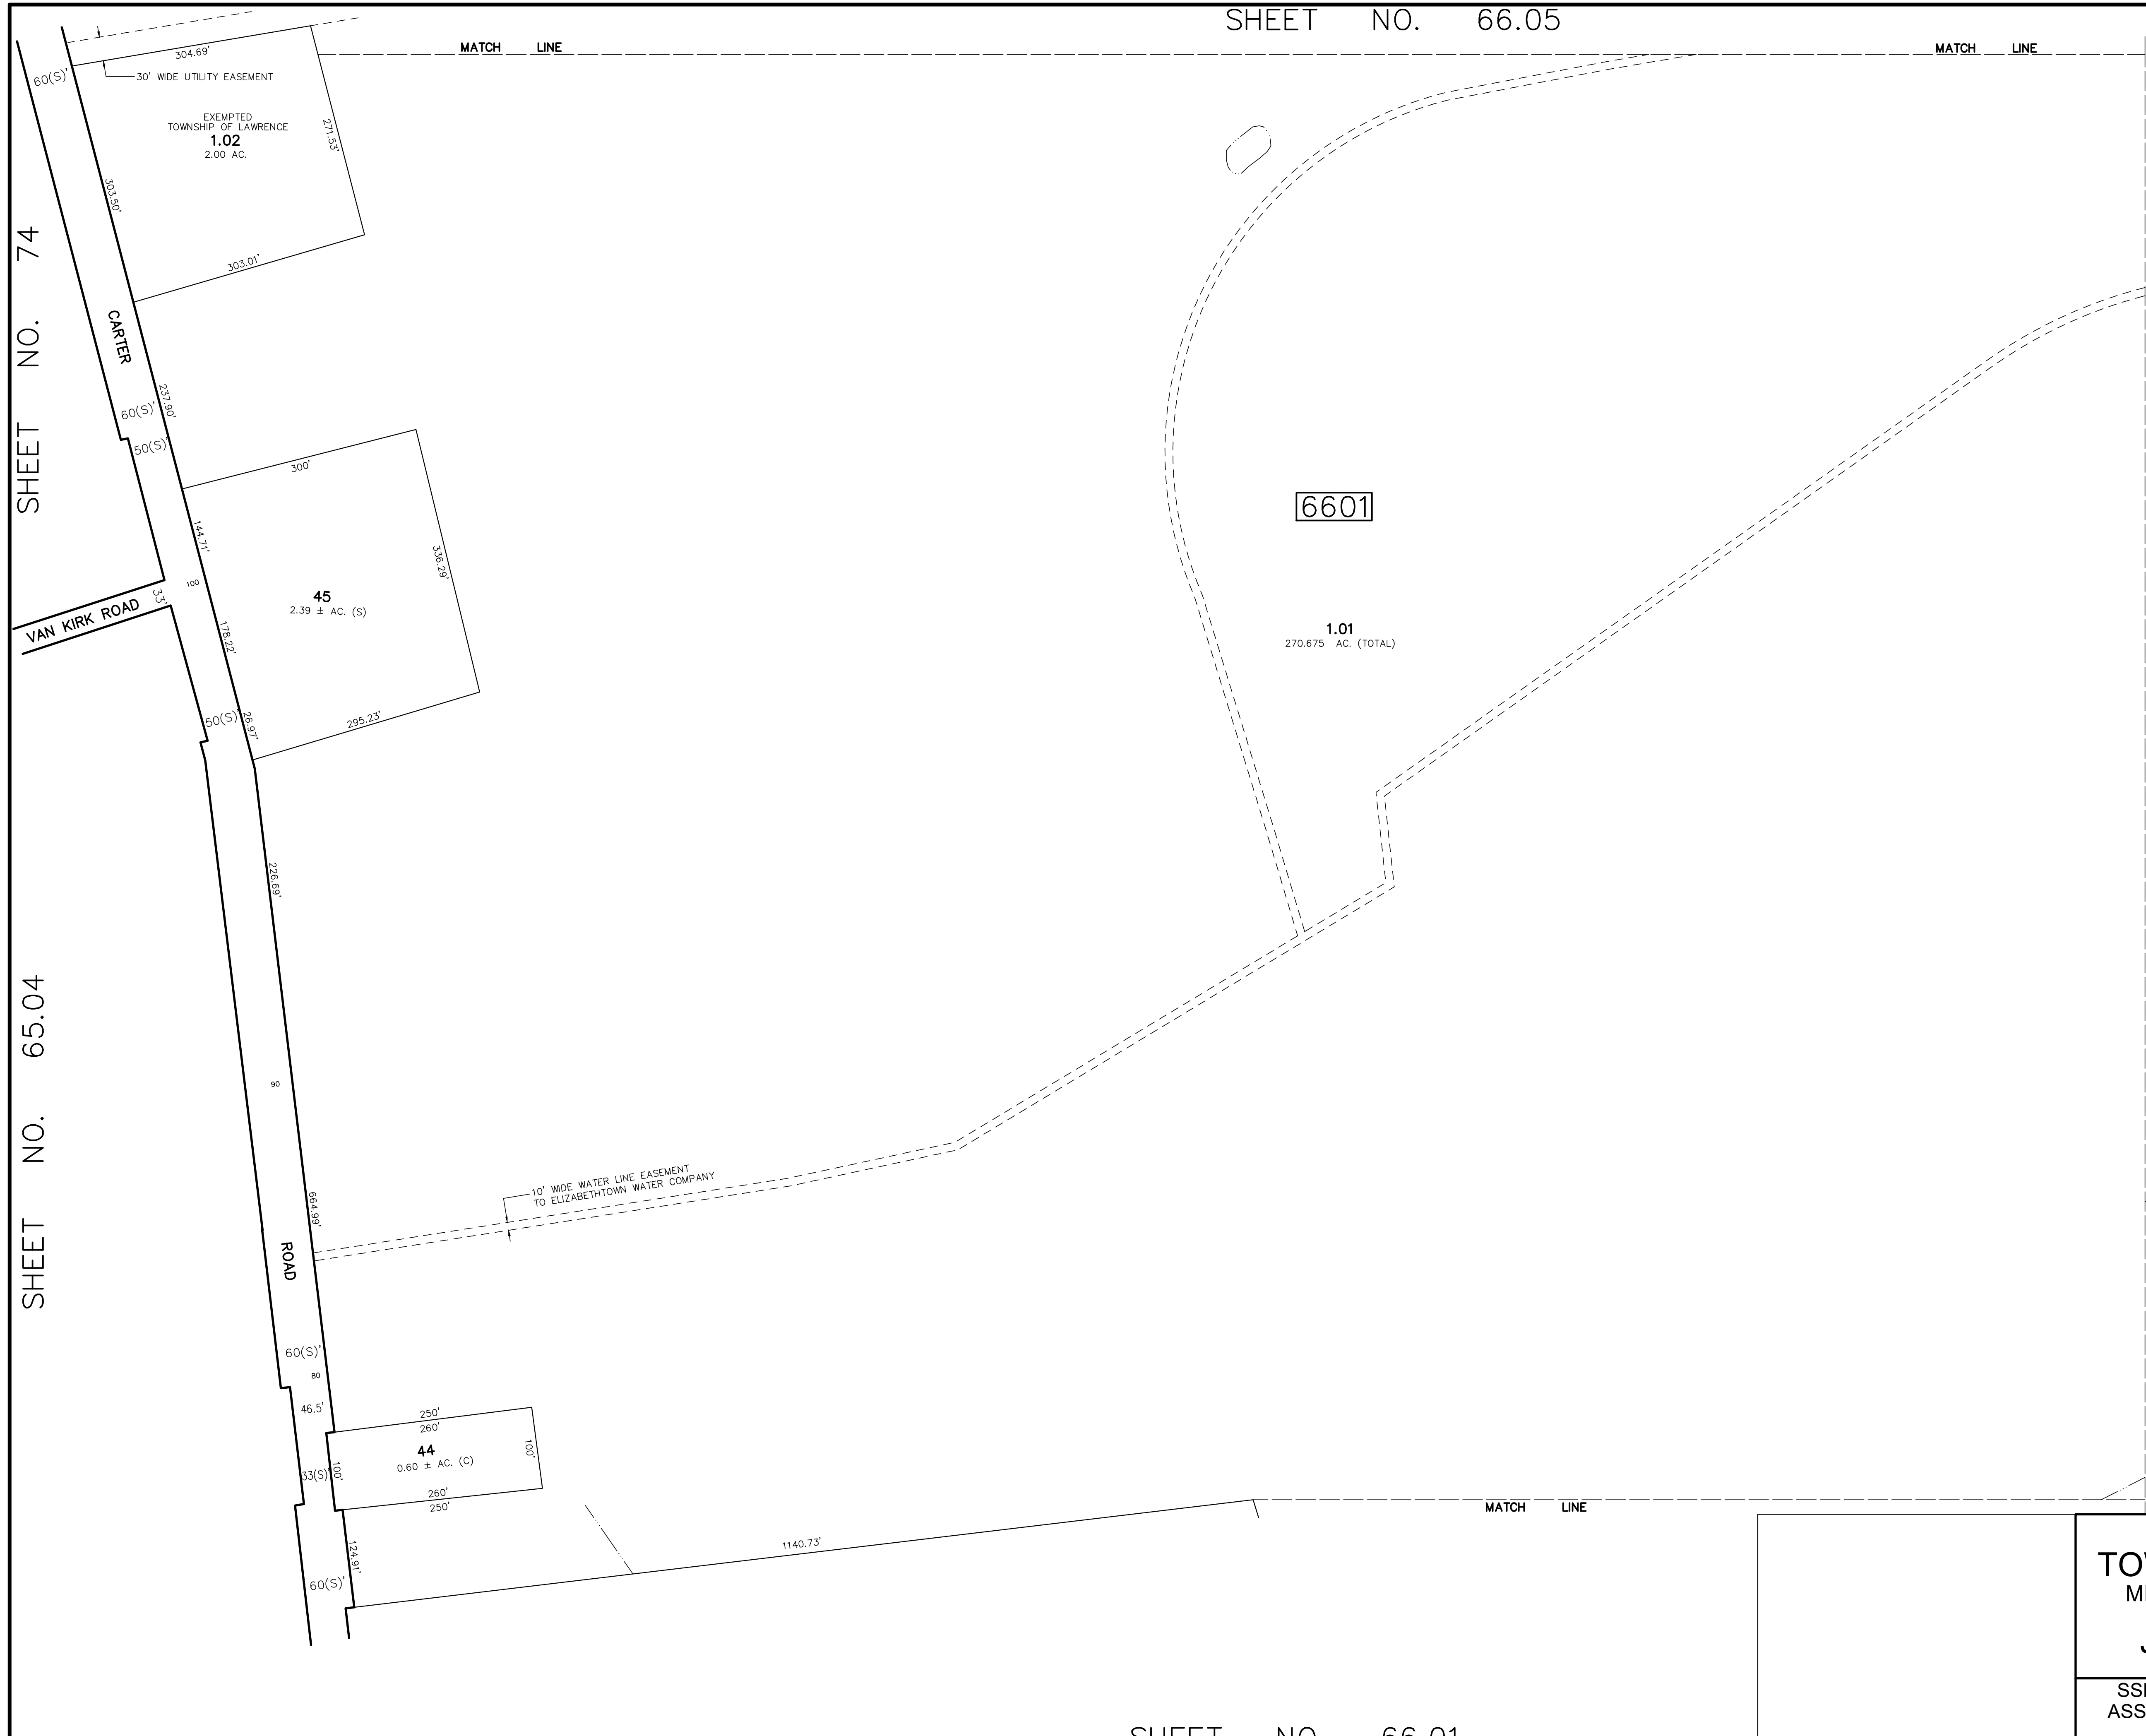 SHEET NO. 66.05
MATCH LINE
MATCH LINE
304.69'
60(S)'
30' WIDE UTILITY EASEMENT
EXEMPTED
TOWNSHIP OF LAWRENCE
1.02
2.00 AC.
271.53'
303.50'
303.01'
SHEET NO. 74
CARTER
237.90'
60(S)'
50(S)'
300'
144.71'
336.29'
6601
100
33'
VAN KIRK ROAD
45
2.39 ± AC. (S)
178.22'
1.01
270.675 AC. (TOTAL)
50(S)'
26.97'
295.23'
226.69'
SHEET NO. 65.04
90
10' WIDE WATER LINE EASEMENT
TO ELIZABETHTOWN WATER COMPANY
664.99'
ROAD
60(S)'
80
46.5'
250'
260'
44
0.60 ± AC. (C)
100'
100'
33(S)'
260'
250'
MATCH LINE
1140.73'
124.91'
60(S)'
ASS
SHEET NO. 66.01